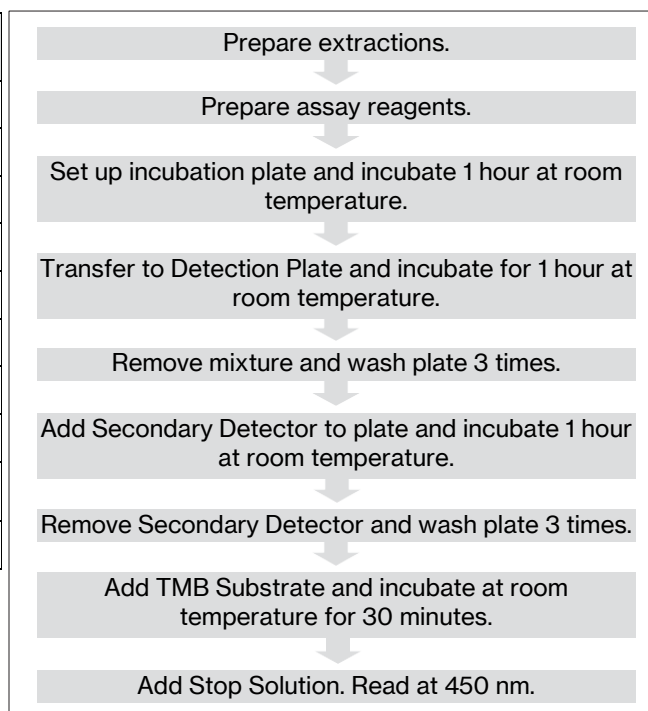 Prepare extractions.
Prepare assay reagents.
Set up incubation plate and incubate 1 hour at room
temperature.
Transfer to Detection Plate and incubate for 1 hour at
room temperature.
Remove mixture and wash plate 3 times.
Add Secondary Detector to plate and incubate 1 hour
at room temperature.
Remove Secondary Detector and wash plate 3 times.
Add TMB Substrate and incubate at room
temperature for 30 minutes.
Add Stop Solution. Read at 450 nm.